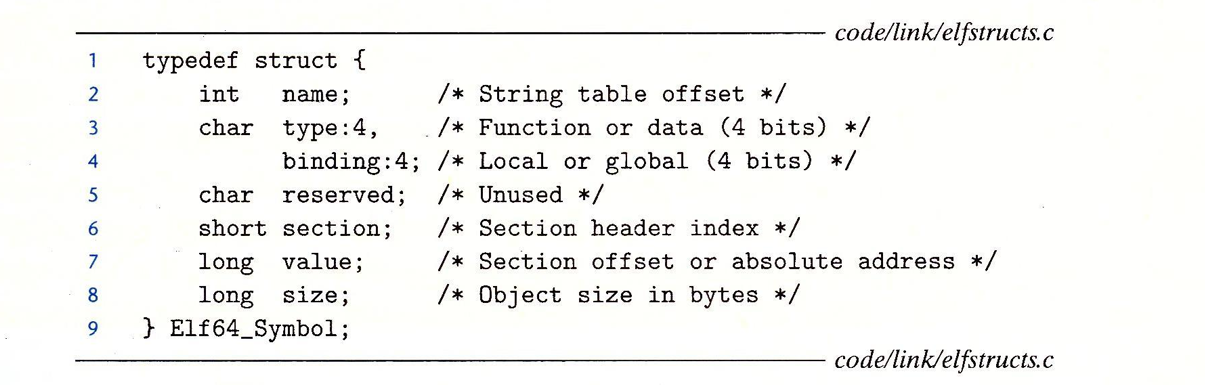 code/link/elfstructs.c
1 typedef struct {
2 int name; /* String table offset */
3 char type:4, /* Function or data (4 bits) */
4 binding:4; /* Local or global (4 bits) */
5 char reserved; /* Unused */
6 short section; /* Section header index */
7 long value; /* Section offset or absolute address */
8 long size; /* Object size in bytes */
9 } Elf64_Symbol;
code/link/elfstructs.c